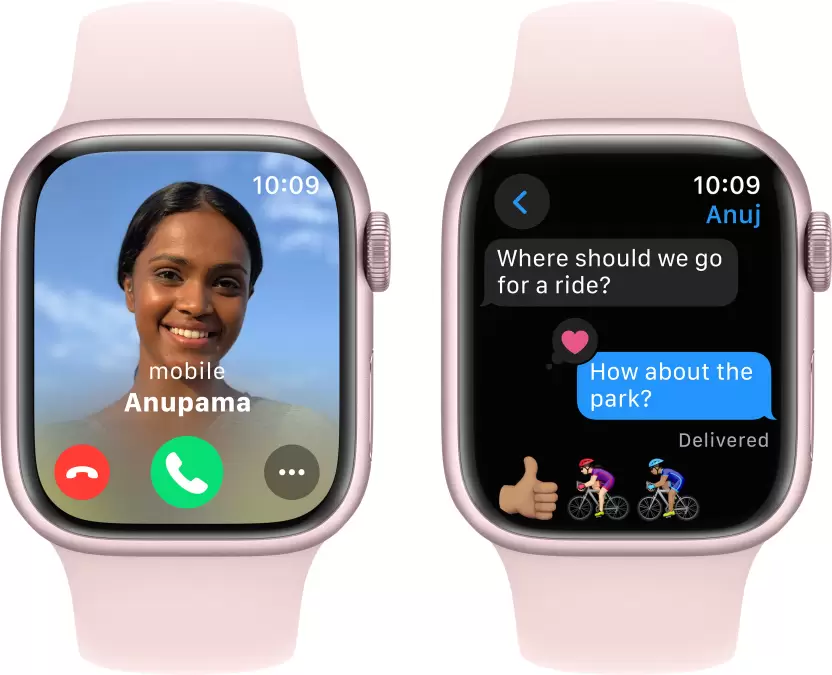 10:09
mobile
Anupama
10:09
Anuj
Where should we go
for a ride?
How about the
park?
Delivered